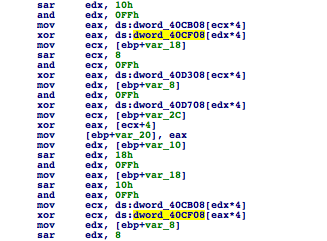 sar edx, 10h
and edx, 0FFh
mov eax, ds:dword_40CB08[ecx*4]
xor eax, ds:dword_40CF08[edx*4]
mov ecx, [ebp+var_18]
sar ecx, 8
and ecx, 0FFh
xor eax, ds:dword_40D308[ecx*4]
mov edx, [ebp+var_8]
and edx, 0FFh
xor eax, ds:dword_40D708[edx*4]
mov ecx, [ebp+var_2C]
xor eax, [ecx+4]
mov [ebp+var_20], eax
mov edx, [ebp+var_10]
sar edx, 18h
and edx, 0FFh
mov eax, [ebp+var_18]
sar eax, 10h
and eax, 0FFh
mov ecx, ds:dword_40CB08[edx*4]
xor ecx, ds:dword_40CF08[eax*4]
mov edx, [ebp+var_8]
sar edx, 8